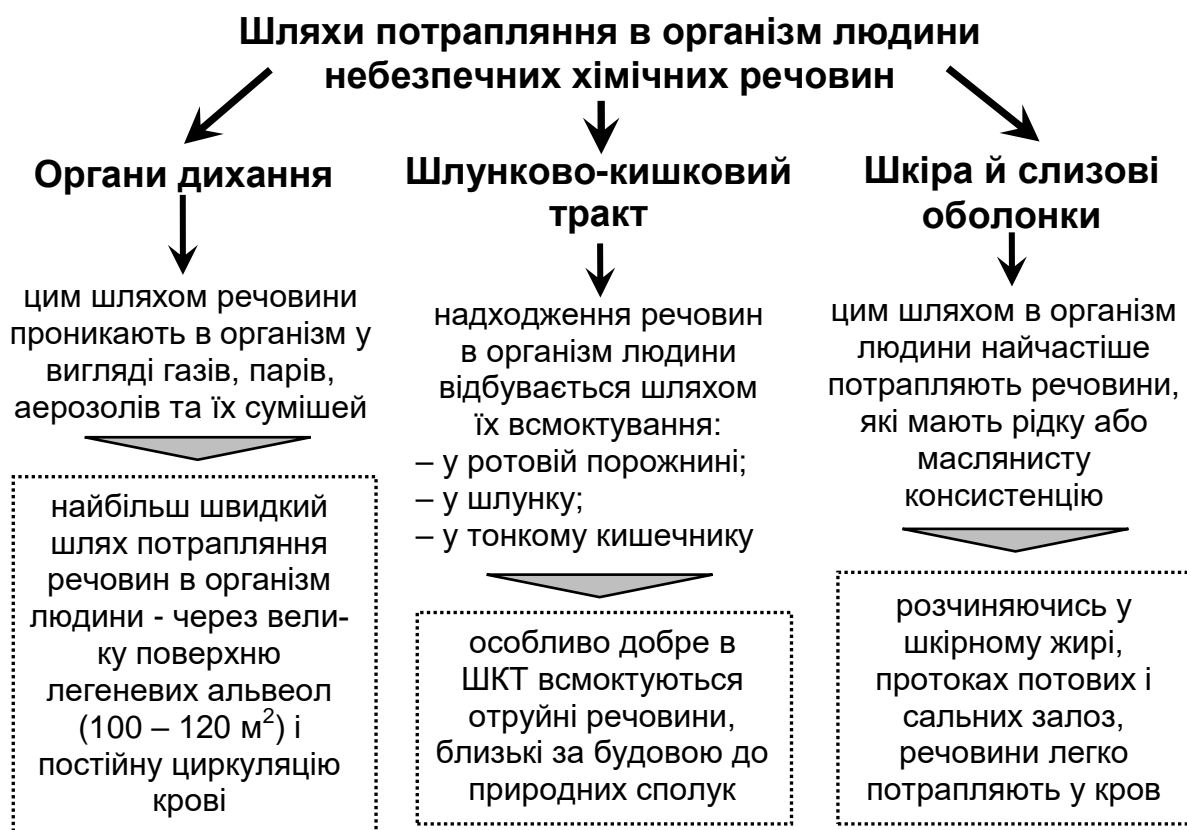 Шляхи потрапляння в організм людини
небезпечних хімічних речовин
Органи дихання
цим шляхом речовини
проникають в організм у
вигляді газів, парів,
аерозолів та їх сумішей
найбільш швидкий
шлях потрапляння
речовин в організм
людини - через вели-
ку поверхню
легеневих альвеол
(100 – 120 м²) і
постійну циркуляцію
крові
Шлунково-кишковий
тракт
надходження речовин
в організм людини
відбувається шляхом
їх всмоктування:
– у ротовій порожнині;
– у шлунку;
– у тонкому кишечнику
особливо добре в
ШКТ всмоктуються
отруйні речовини,
близькі за будовою до
природних сполук
Шкіра й слизові
оболонки
цим шляхом в організм
людини найчастіше
потрапляють речовини,
які мають рідку або
маслянисту
консистенцію
розчиняючись у
шкірному жирі,
протоках потових і
сальних залоз,
речовини легко
потрапляють у кров